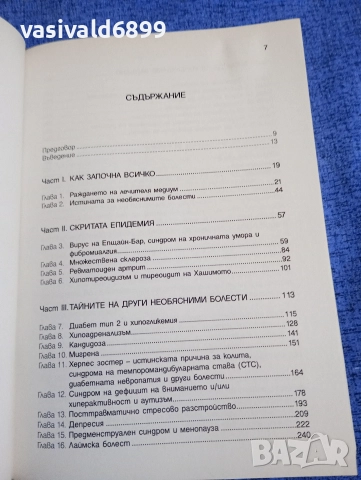 vasivald6899
7
СЪДЪРЖАНИЕ
Предговор 9
Въведение 13
Част I. КАК ЗАПОЧНА ВСИЧКО 19
Глава 1. Раждането на лечителя медиум 21
Глава 2. Истината за необяснимите болести 44
Част II. СКРИТАТА ЕПИДЕМИЯ 57
Глава 3. Вирус на Епщайн-Бар, синдром на хроничната умора и
фибромиалгия 59
Глава 4. Множествена склероза 84
Глава 5. Ревматоиден артрит 92
Глава 6. Хипотиреоидизъм и тиреоидит на Хашимото 101
Част III. ТАЙНИТЕ НА ДРУГИ НЕОБЯСНИМИ БОЛЕСТИ 113
Глава 7. Диабет тип 2 и хипогликемия 115
Глава 8. Хипоадренализъм 128
Глава 9. Кандидоза 141
Глава 10. Мигрена 151
Глава 11. Херпес зостер – истинската причина за колита,
синдрома на темпоромандибуларната става (СТС),
диабетната невропатия и други болести 164
Глава 12. Синдром на дефицит на вниманието и/или
хиперактивност и аутизъм 178
Глава 13. Посттравматично стресово разстройство 193
Глава 14. Депресия 209
Глава 15. Предменструален синдром и менопауза 222
Глава 16. Лаймска болест 240
bazar.bg